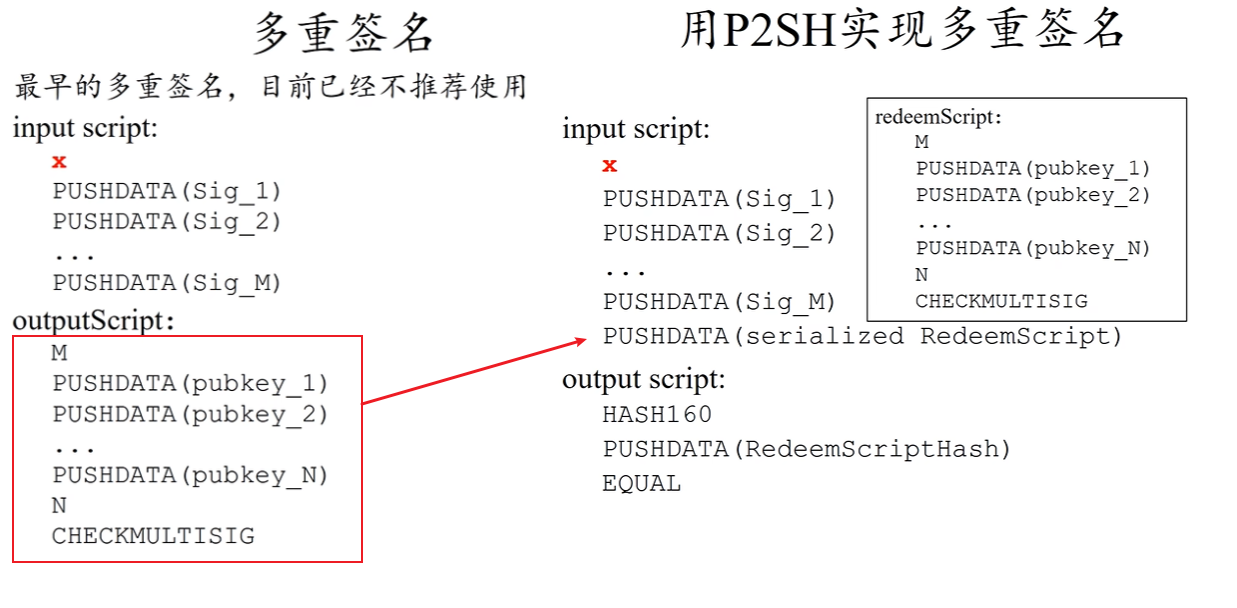 多重签名
最早的多重签名，目前已经不推荐使用
input script:
x
PUSHDATA(Sig_1)
PUSHDATA(Sig_2)
...
PUSHDATA(Sig_M)
outputScript：
M
PUSHDATA(pubkey_1)
PUSHDATA(pubkey_2)
...
PUSHDATA(pubkey_N)
N
CHECKMULTISIG
用P2SH实现多重签名
input script:
x
PUSHDATA(Sig_1)
PUSHDATA(Sig_2)
...
PUSHDATA(Sig_M)
PUSHDATA(serialized RedeemScript)
output script:
HASH160
PUSHDATA(RedeemScriptHash)
EQUAL
redeemScript：
M
PUSHDATA(pubkey_1)
PUSHDATA(pubkey_2)
...
PUSHDATA(pubkey_N)
N
CHECKMULTISIG